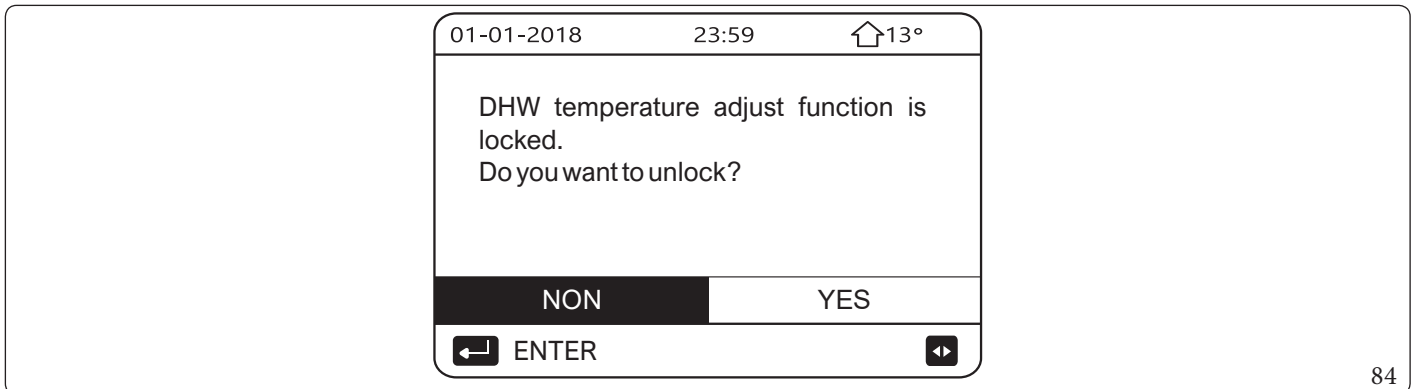 01-01-2018 23:59 13°
DHW temperature adjust function is
locked.
Do you want to unlock?
NON YES
ENTER
84